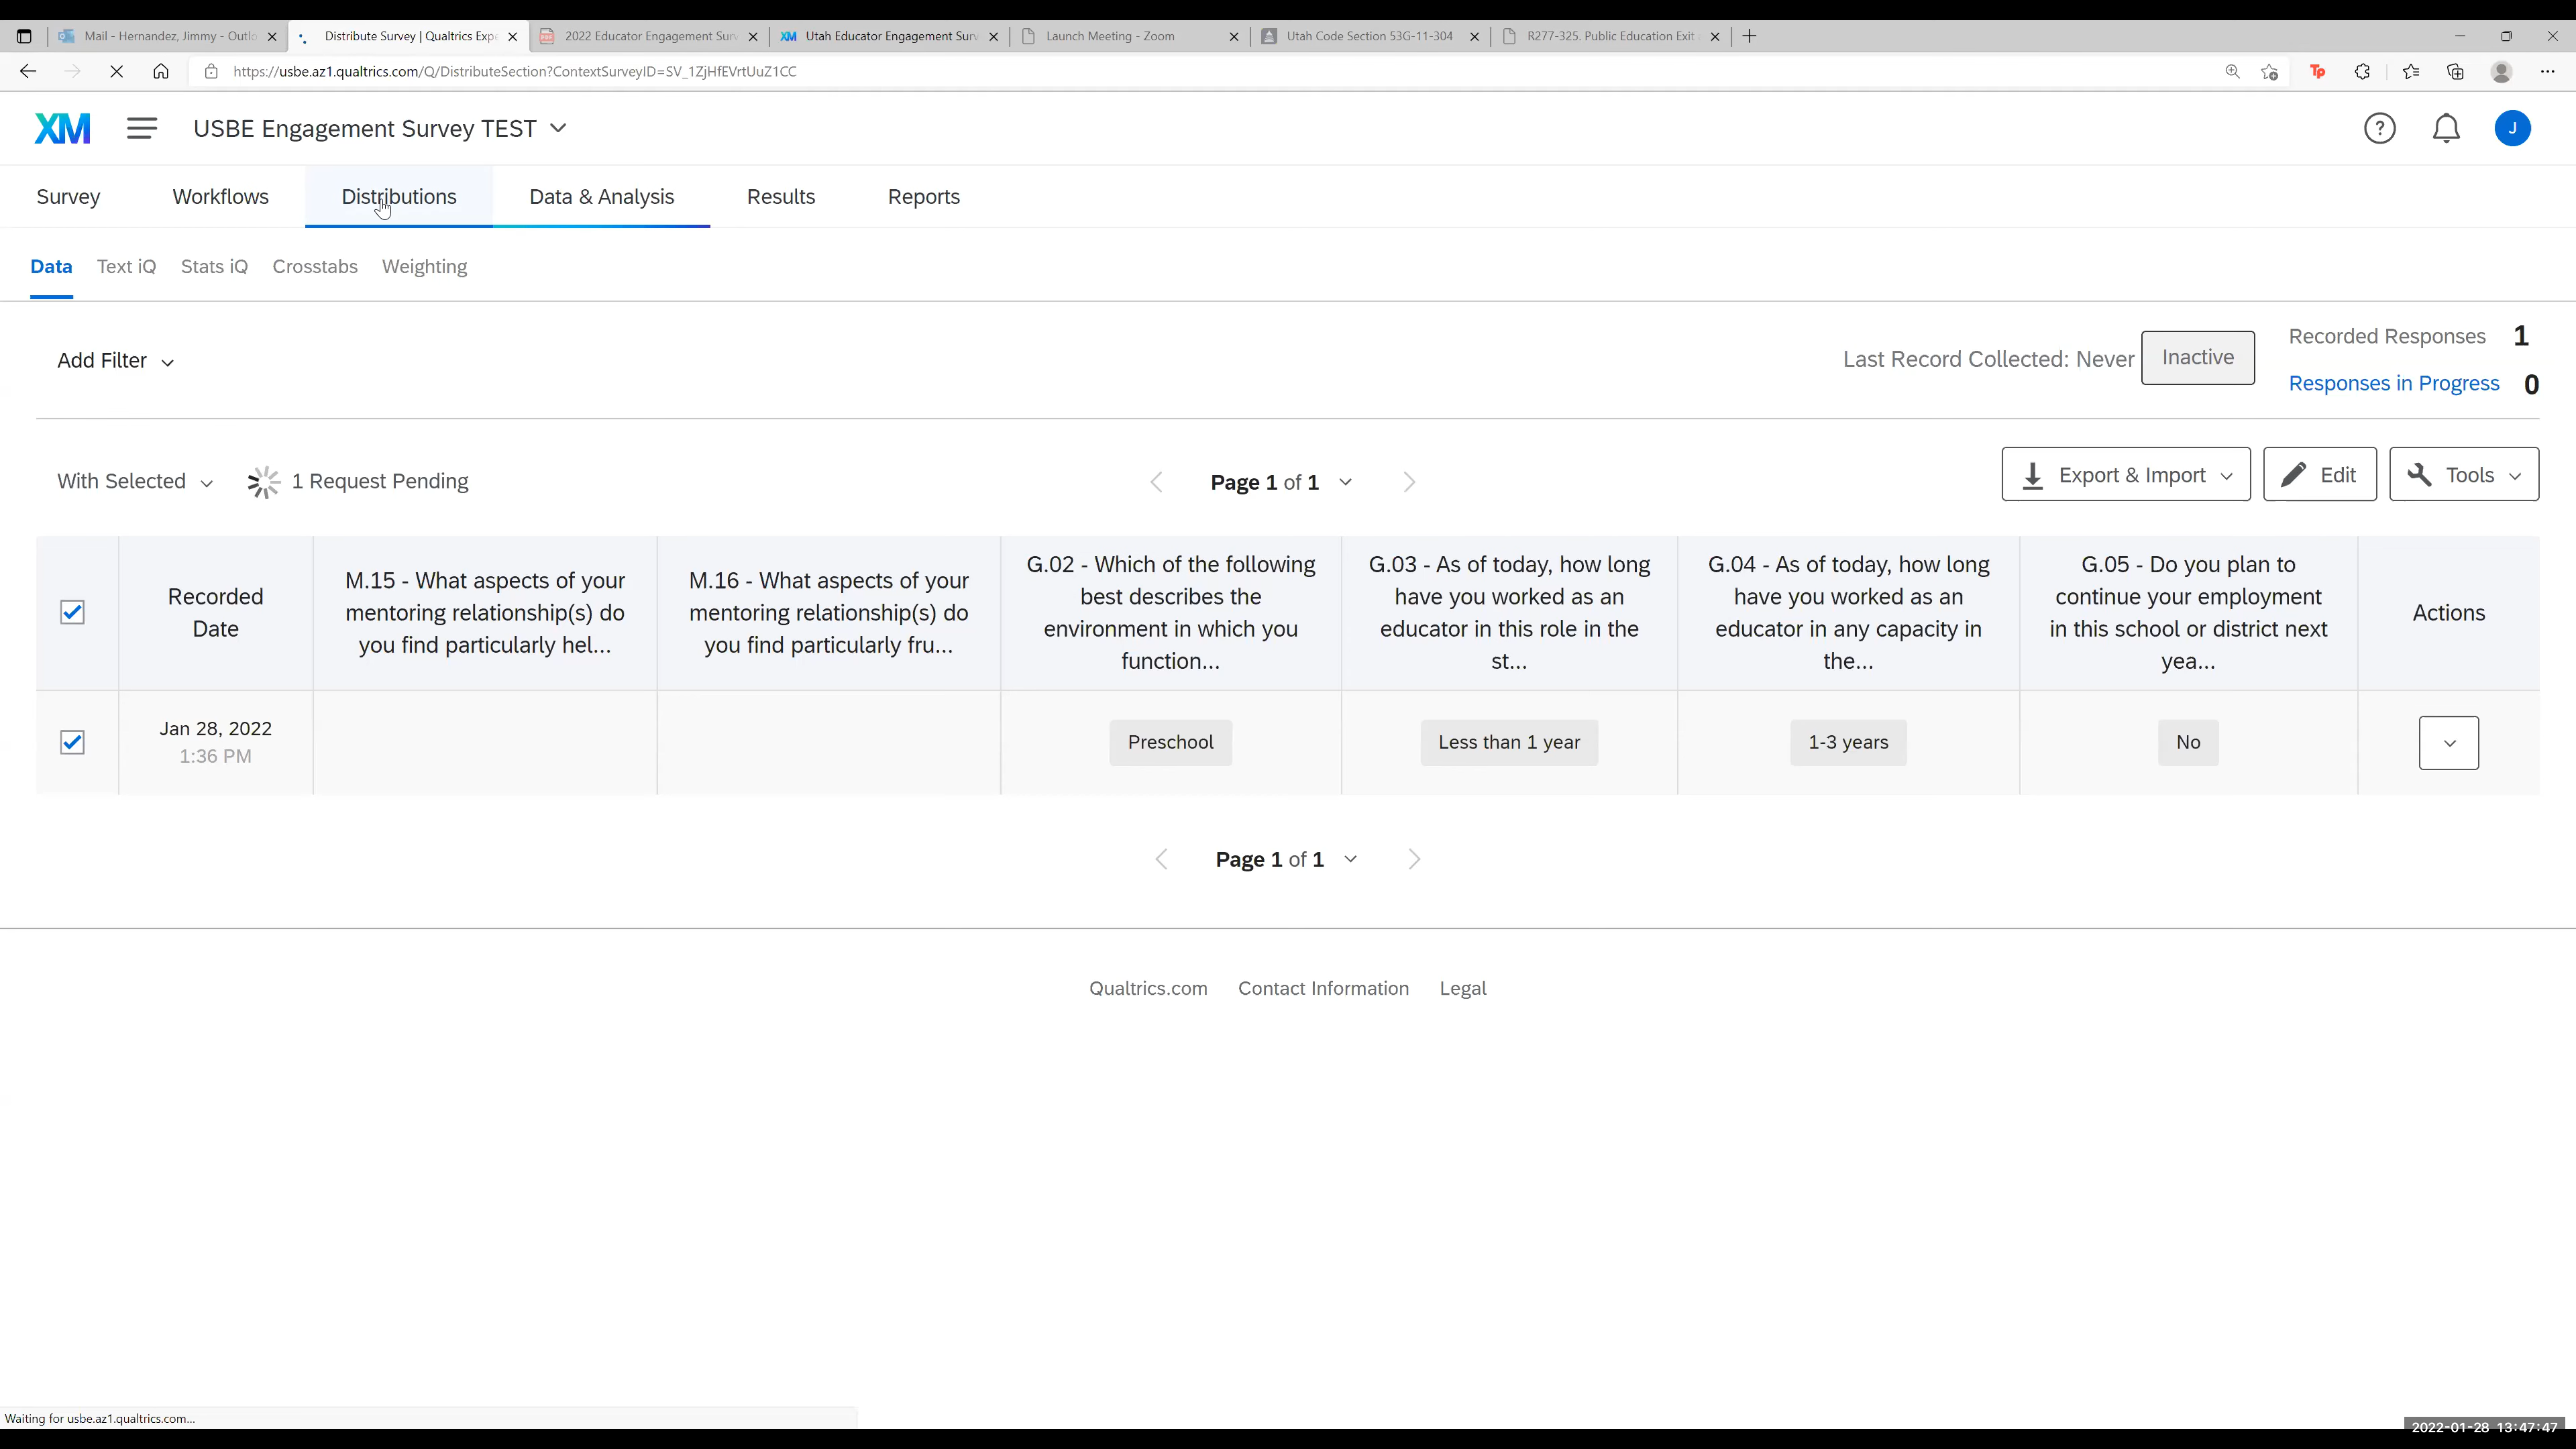 Mail - Hernandez, Jimmy - Outlo
Distribute Survey | Qualtrics Expe
2022 Educator Engagement Surv
XM Utah Educator Engagement Surv
Launch Meeting - Zoom
Utah Code Section 53G-11-304
R277-325. Public Education Exit
https://usbe.az1.qualtrics.com/Q/DistributeSection?ContextSurveyID=SV_1ZjHfEVrtUuZ1CC
Tp
XM
USBE Engagement Survey TEST
?
J
Survey
Workflows
Distributions
Data & Analysis
Results
Reports
Data
Text iQ
Stats iQ
Crosstabs
Weighting
Add Filter
Last Record Collected: Never
Inactive
Recorded Responses 1
Responses in Progress 0
With Selected
1 Request Pending
Page 1 of 1
Export & Import
Edit
Tools
Recorded
Date
M.15 - What aspects of your
mentoring relationship(s) do
you find particularly hel...
M.16 - What aspects of your
mentoring relationship(s) do
you find particularly fru...
G.02 - Which of the following
best describes the
environment in which you
function...
G.03 - As of today, how long
have you worked as an
educator in this role in the
st...
G.04 - As of today, how long
have you worked as an
educator in any capacity in
the...
G.05 - Do you plan to
continue your employment
in this school or district next
yea...
Actions
Jan 28, 2022
1:36 PM
Preschool
Less than 1 year
1-3 years
No
Page 1 of 1
Qualtrics.com
Contact Information
Legal
Waiting for usbe.az1.qualtrics.com...
2022-01-28 13:47:47